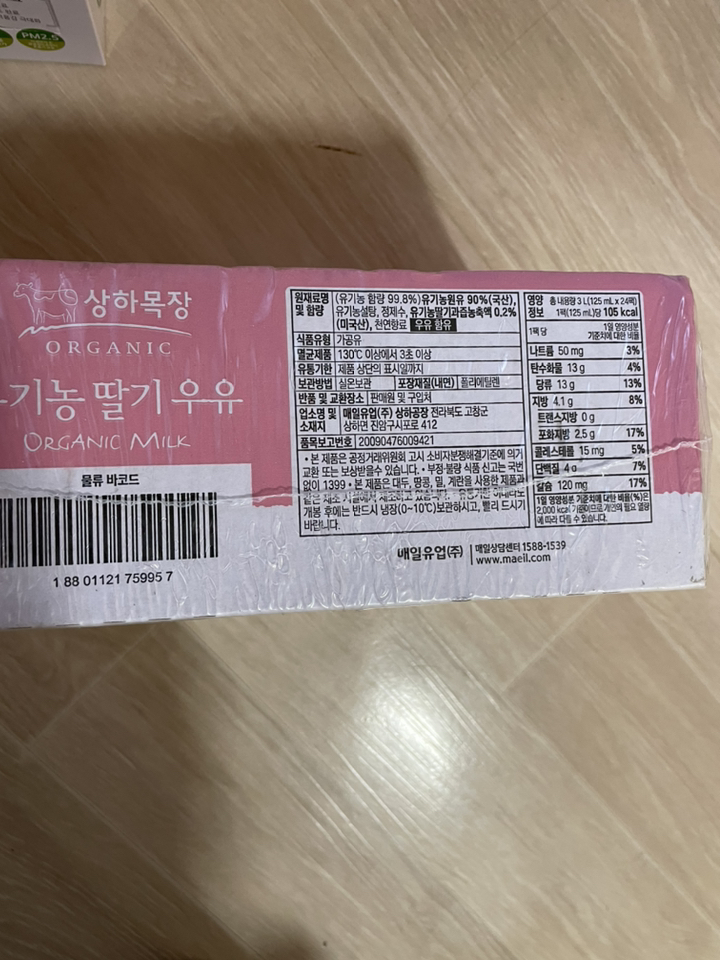 PM2.5
상하목장
ORGANIC
기농 딸기 우유
ORGANIC MILK
물류 바코드
1 88 01121 75995 7
원재료명 및 함량
(유기농 함량 99.8%) 유기농원유 90%(국산),
유기농설탕, 정제수, 유기농딸기과즙농축액 0.2%
(미국산), 천연향료 우유 함유
식품유형 가공유
멸균제품 130℃ 이상에서 3초 이상
유통기한 제품 상단의 표시일까지
보관방법 실온보관 포장재질(내면) 폴리에틸렌
반품 및 교환장소 판매원 및 구입처
업소명 및 소재지
매일유업(주) 상하공장 전라북도 고창군
상하면 진암구시포로 412
품목보고번호 20090476009421
• 본 제품은 공정거래위원회 고시 소비자분쟁해결기준에 의거
교환 또는 보상받을수 있습니다. • 부정·불량 식품 신고는 국번
없이 1399 • 본 제품은 대두, 땅콩, 밀, 계란을 사용한 제품과
같은 제조 시설에서 제조하고 있습니다.
개봉 후에는 반드시 냉장(0~10℃)보관하시고, 빨리 드시기
바랍니다.
영양정보
총 내용량 3 L(125 mL x 24팩)
1팩(125 mL)당 105 kcal
1팩 당
1일 영양성분
기준치에 대한 비율
나트륨 50 mg 3%
탄수화물 13 g 4%
당류 13 g 13%
지방 4.1 g 8%
트랜스지방 0 g
포화지방 2.5 g 17%
콜레스테롤 15 mg 5%
단백질 4 g 7%
칼슘 120 mg 17%
1일 영양성분 기준치에 대한 비율(%)은
2,000 kcal 기준이므로 개인의 필요 열량
에 따라 다를 수 있습니다.
매일유업(주)
매일상담센터 1588-1539
www.maeil.com